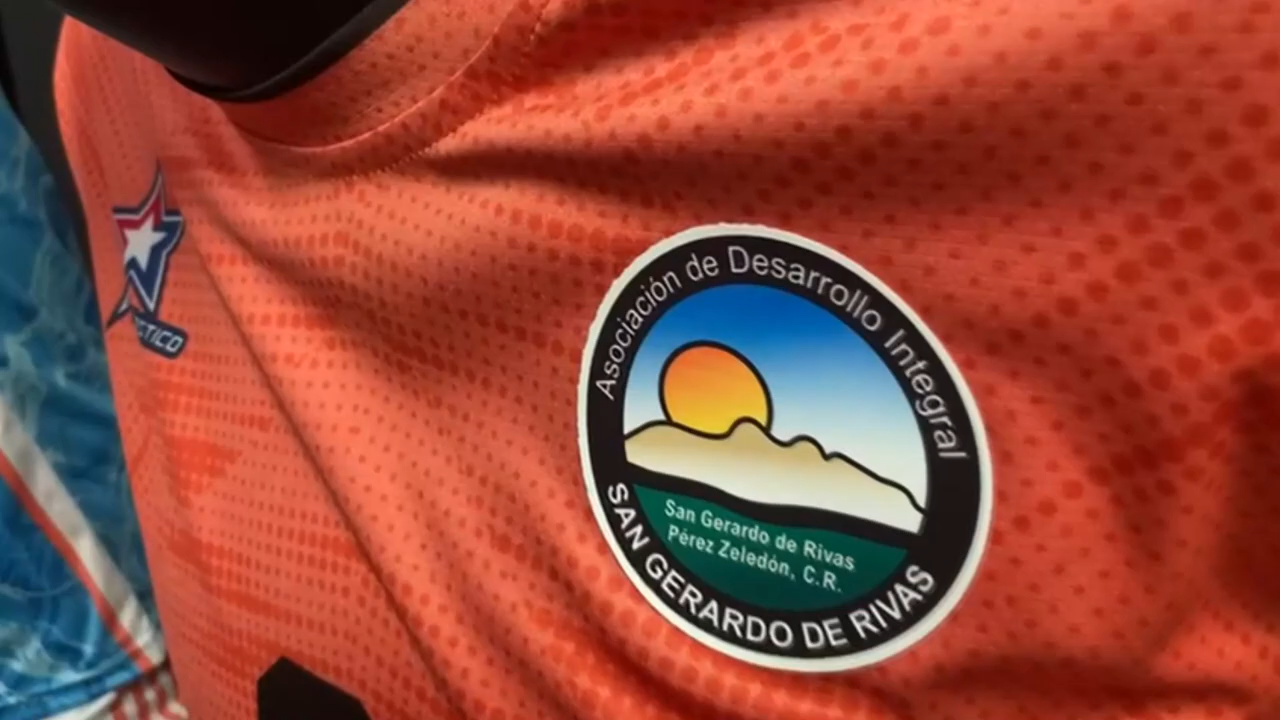 Asociación de Desarrollo Integral
San Gerardo de Rivas
Pérez Zeledón, C.R.
SAN GERARDO DE RIVAS